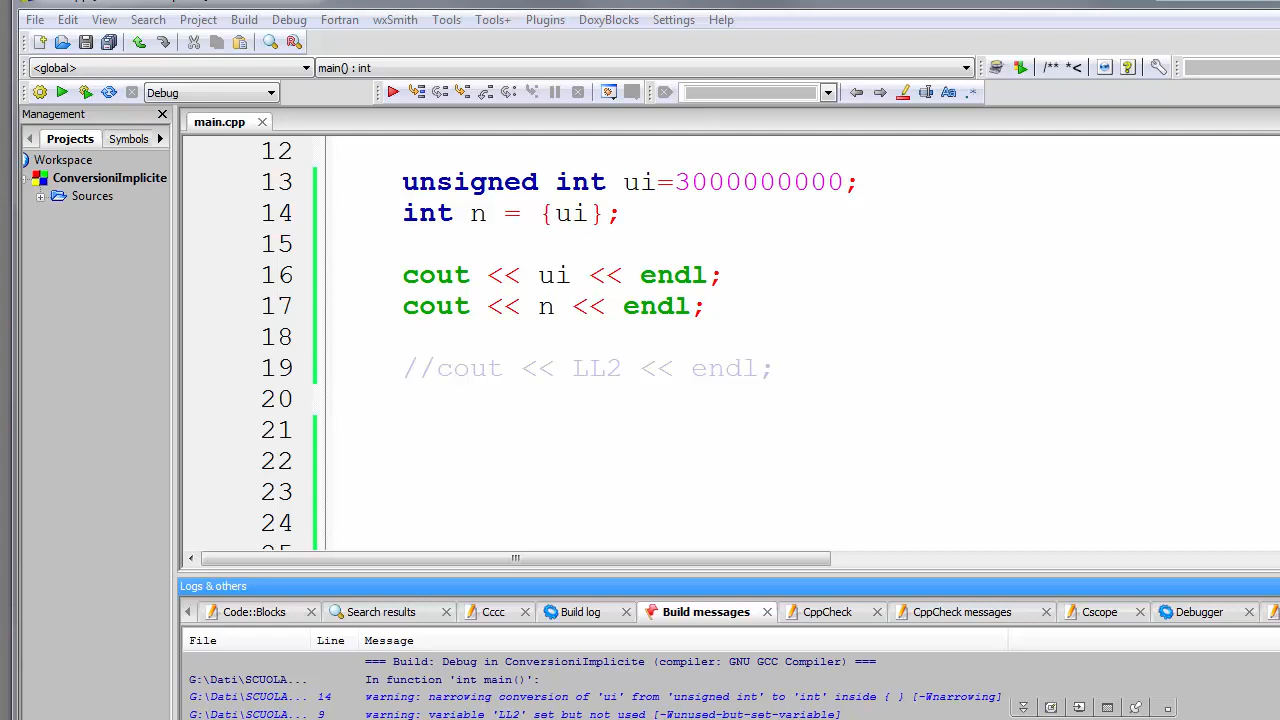 File Edit View Search Project Build Debug Fortran wxSmith Tools Tools+ Plugins DoxyBlocks Settings Help
<global> main() : int /** *<
Debug
Management
main.cpp
Projects Symbols
Workspace
ConversioniImplicite
Sources
12
13 unsigned int ui=3000000000;
14 int n = {ui};
15
16 cout << ui << endl;
17 cout << n << endl;
18
19 //cout << LL2 << endl;
20
21
22
23
24
Logs & others
Code::Blocks Search results Cccc Build log Build messages CppCheck CppCheck messages Cscope Debugger
File Line Message
=== Build: Debug in ConversioniImplicite (compiler: GNU GCC Compiler) ===
G:\Dati\SCUOLA... In function 'int main()':
G:\Dati\SCUOLA... 14 warning: narrowing conversion of 'ui' from 'unsigned int' to 'int' inside { } [-Wnarrowing]
G:\Dati\SCUOLA... 9 warning: variable 'LL2' set but not used [-Wunused-but-set-variable]